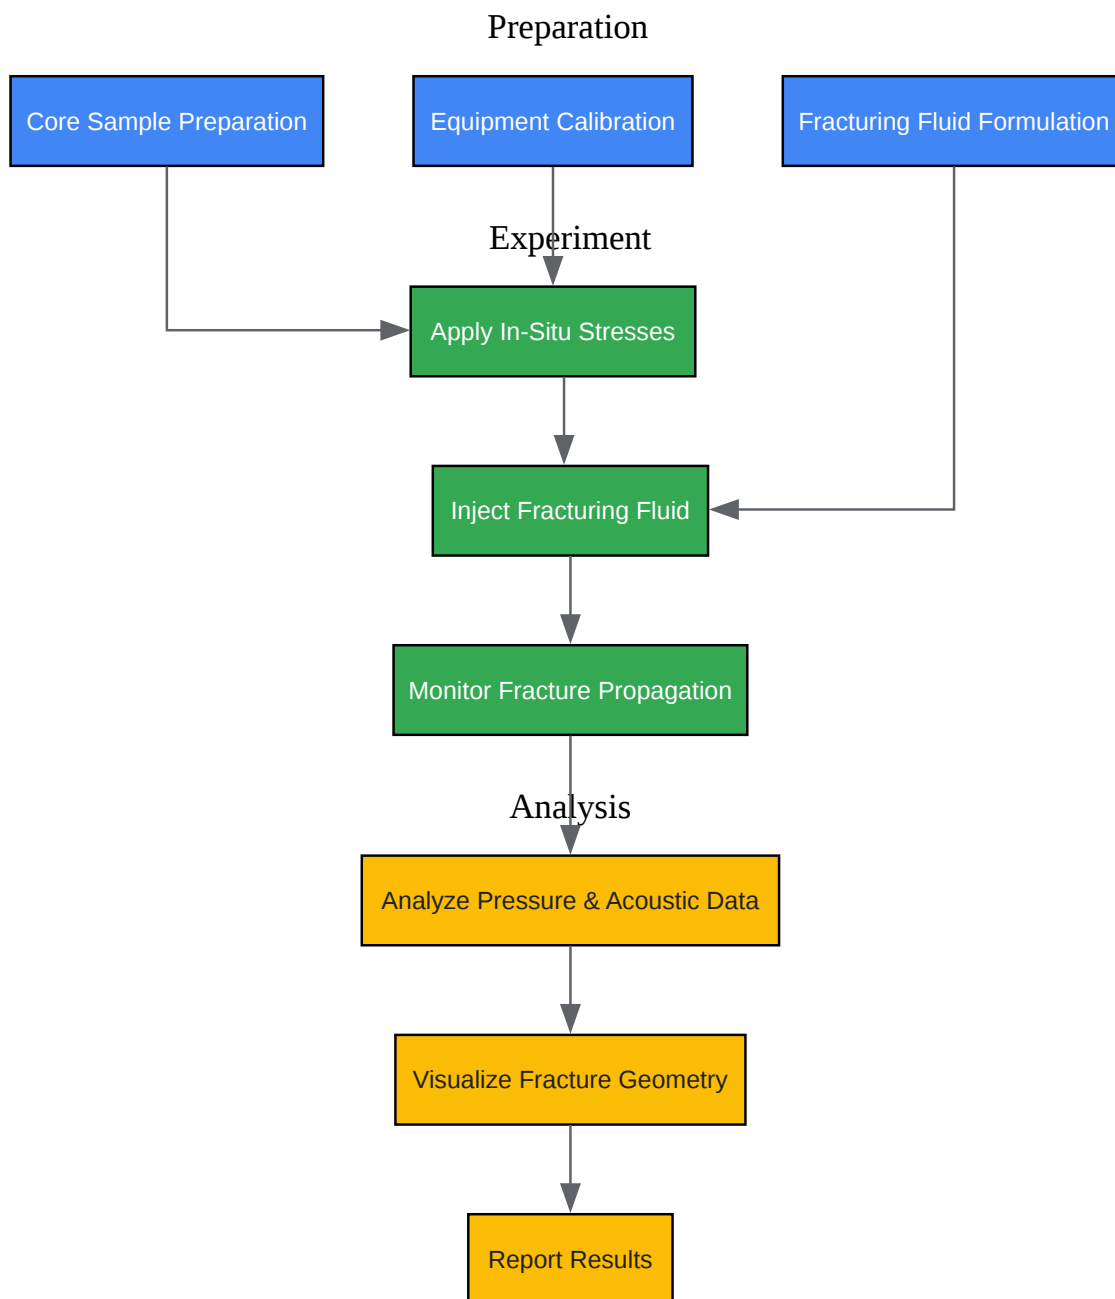 Preparation
Core Sample Preparation
Equipment Calibration
Fracturing Fluid Formulation
Experiment
Apply In-Situ Stresses
Inject Fracturing Fluid
Monitor Fracture Propagation
Analysis
Analyze Pressure & Acoustic Data
Visualize Fracture Geometry
Report Results